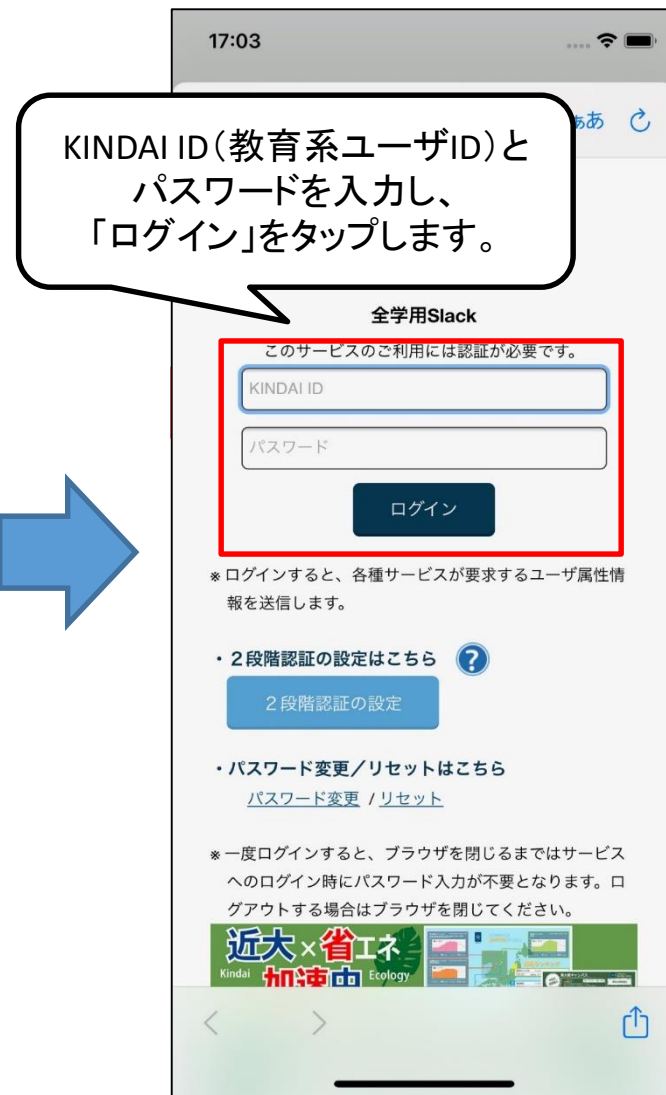 17:03
ぁあ
KINDAI ID（教育系ユーザID）と
パスワードを入力し、
「ログイン」をタップします。
全学用Slack
このサービスのご利用には認証が必要です。
KINDAI ID
パスワード
ログイン
※ ログインすると、各種サービスが要求するユーザ属性情
報を送信します。
・２段階認証の設定はこちら ?
２段階認証の設定
・パスワード変更／リセットはこちら
パスワード変更 / リセット
※ 一度ログインすると、ブラウザを閉じるまではサービス
へのログイン時にパスワード入力が不要となります。ロ
グアウトする場合はブラウザを閉じてください。
近大×省エネ
Kindai 加速中 Ecology